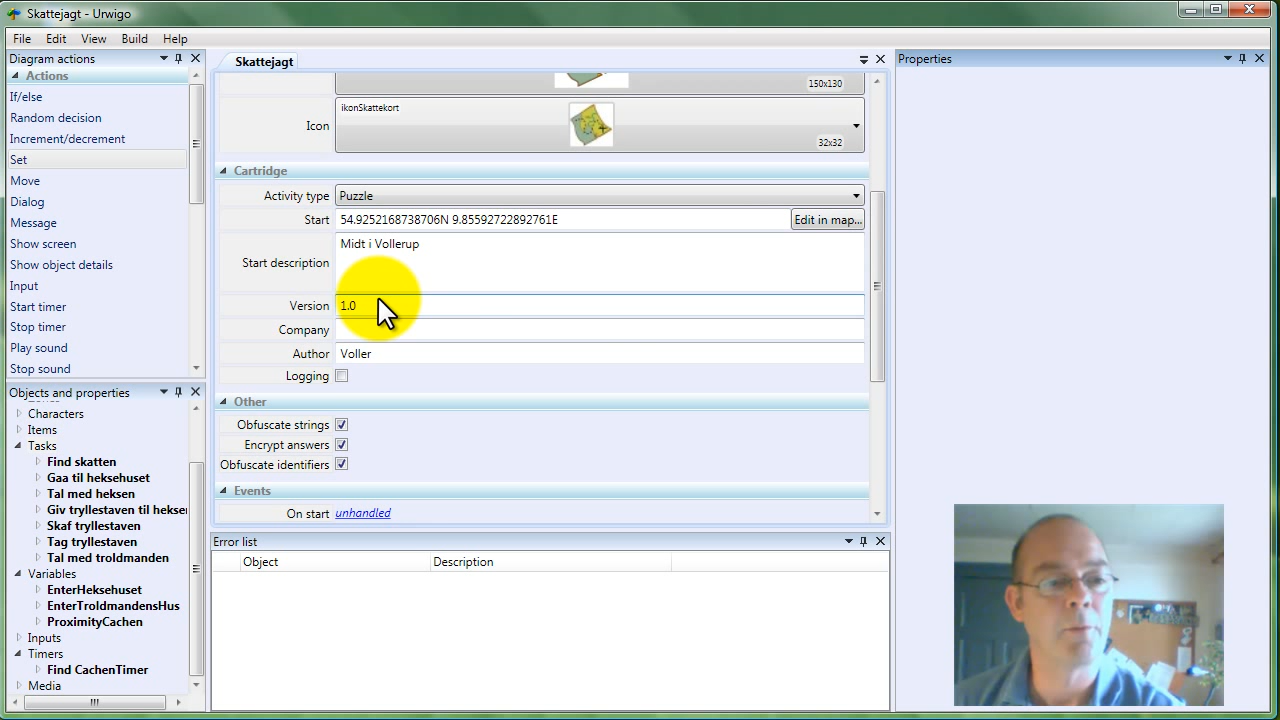 Skattejagt - Urwigo
File Edit View Build Help
Diagram actions
Actions
If/else
Random decision
Increment/decrement
Set
Move
Dialog
Message
Show screen
Show object details
Input
Start timer
Stop timer
Play sound
Stop sound
Objects and properties
Characters
Items
Tasks
Find skatten
Gaa til heksehuset
Tal med heksen
Giv tryllestaven til hekse
Skaf tryllestaven
Tag tryllestaven
Tal med troldmanden
Variables
EnterHeksehuset
EnterTroldmandensHus
ProximityCachen
Inputs
Timers
Find CachenTimer
Media
Skattejagt
150x130
Icon ikonSkattekort
32x32
Cartridge
Activity type Puzzle
Start 54.9252168738706N 9.85592722892761E Edit in map...
Start description Midt i Vollerup
Version 1.0
Company
Author Voller
Logging
Other
Obfuscate strings
Encrypt answers
Obfuscate identifiers
Events
On start unhandled
Error list
Object Description
Properties